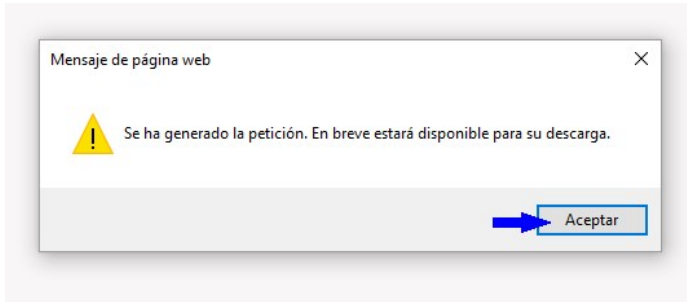 Mensaje de página web
Se ha generado la petición. En breve estará disponible para su descarga.
Aceptar